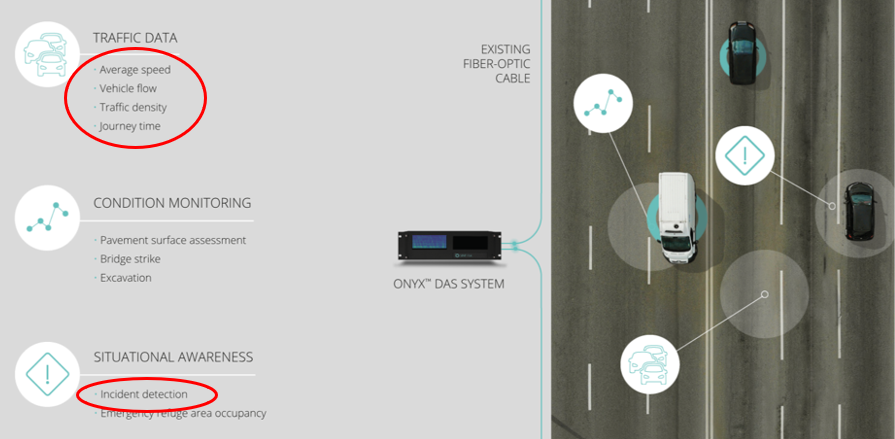 TRAFFIC DATA
· Average speed
· Vehicle flow
· Traffic density
· Journey time
EXISTING
FIBER-OPTIC
CABLE
CONDITION MONITORING
· Pavement surface assessment
· Bridge strike
· Excavation
ONYX™ DAS SYSTEM
SITUATIONAL AWARENESS
· Incident detection
· Emergency refuge area occupancy